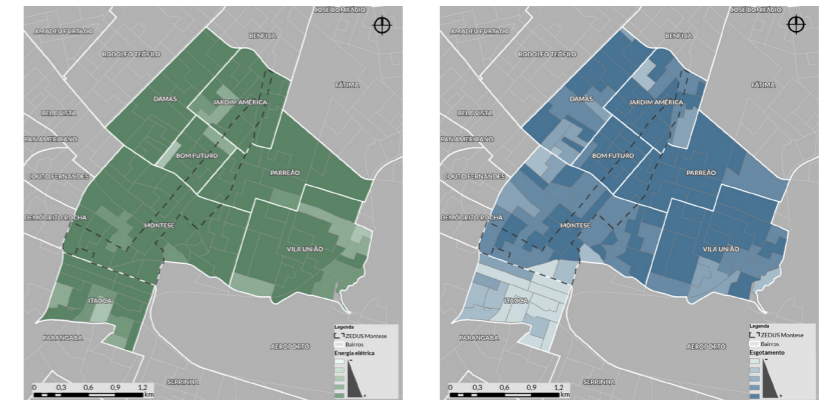 JOSÉ BONIFÁCIO
AMADEU FURTADO
BENFICA
RODOLFO TEÓFILO
FÁTIMA
DAMAS
JARDIM AMÉRICA
BELA VISTA
PAN AMERICANO
BOM FUTURO
PARREÃO
COUTO FERNANDES
DEMÓCRITO ROCHA
MONTESE
VILA UNIÃO
ITAOCA
PARANGABA
AEROPORTO
SERRINHA
Legenda
ZEDUS Montese
Bairros
Energia elétrica
-
+
0 0,3 0,6 0,9 1,2
km
JOSÉ BONIFÁCIO
AMADEU FURTADO
BENFICA
RODOLFO TEÓFILO
FÁTIMA
DAMAS
JARDIM AMÉRICA
BELA VISTA
PAN AMERICANO
BOM FUTURO
PARREÃO
COUTO FERNANDES
DEMÓCRITO ROCHA
MONTESE
VILA UNIÃO
ITAOCA
PARANGABA
AEROPORTO
SERRINHA
Legenda
ZEDUS Montese
Bairros
Esgotamento
-
+
0 0,3 0,6 0,9 1,2
km